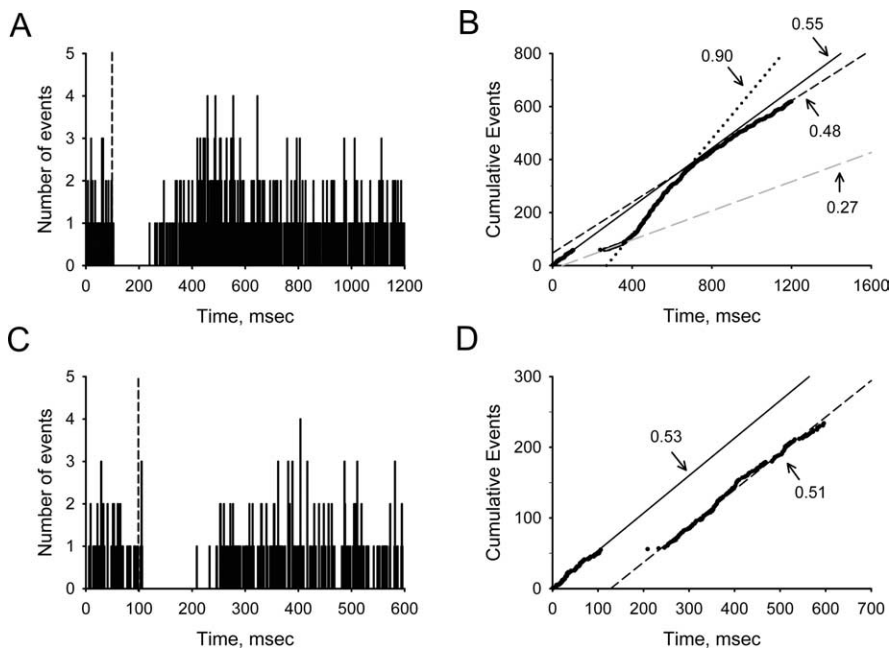 A
Number of events
5
4
3
2
1
0
0 200 400 600 800 1000 1200
Time, msec
B
Cumulative Events
800
600
400
200
0
0.90
0.55
0.48
0.27
0 400 800 1200 1600
Time, msec
C
Number of events
5
4
3
2
1
0
0 100 200 300 400 500 600
Time, msec
D
Cumulative Events
300
200
100
0
0.53
0.51
0 100 200 300 400 500 600 700
Time, msec